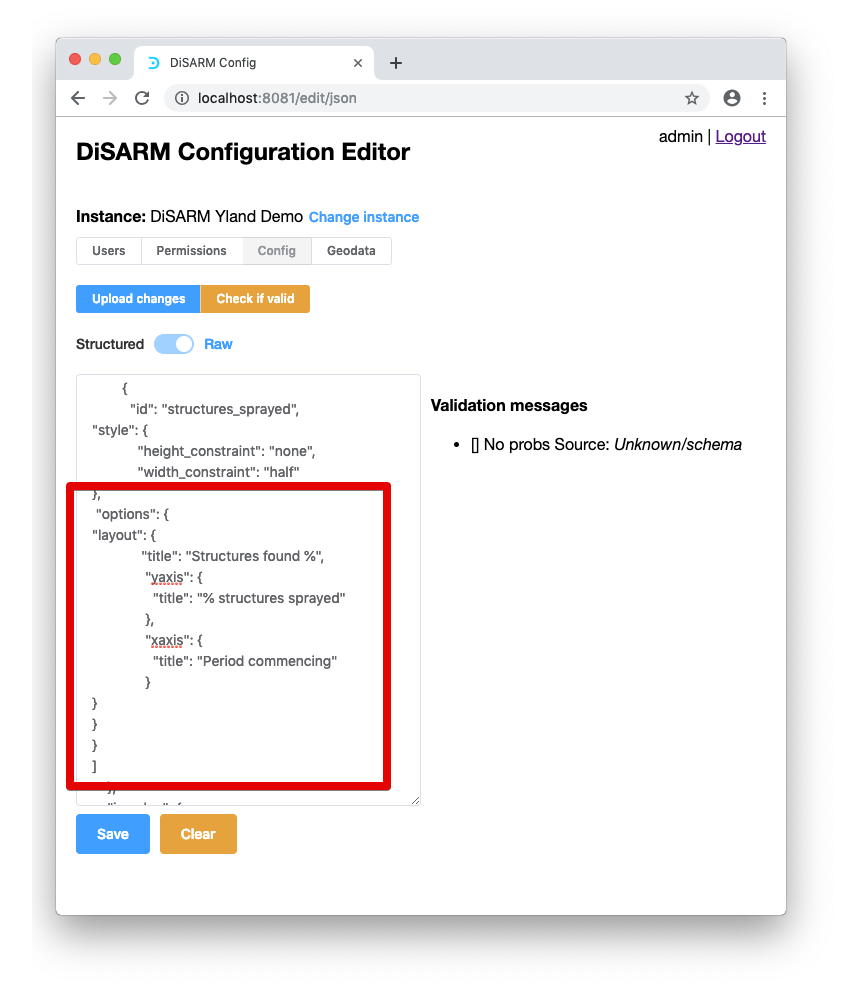 DiSARM Config
localhost:8081/edit/json
admin | Logout
DiSARM Configuration Editor
Instance: DiSARM Yland Demo Change instance
Users Permissions Config Geodata
Upload changes Check if valid
Structured Raw
{
"id": "structures_sprayed",
"style": {
"height_constraint": "none",
"width_constraint": "half"
},
"options": {
"layout": {
"title": "Structures found %",
"yaxis": {
"title": "% structures sprayed"
},
"xaxis": {
"title": "Period commencing"
}
}
}
}
]
Validation messages
• [] No probs Source: Unknown/schema
Save Clear